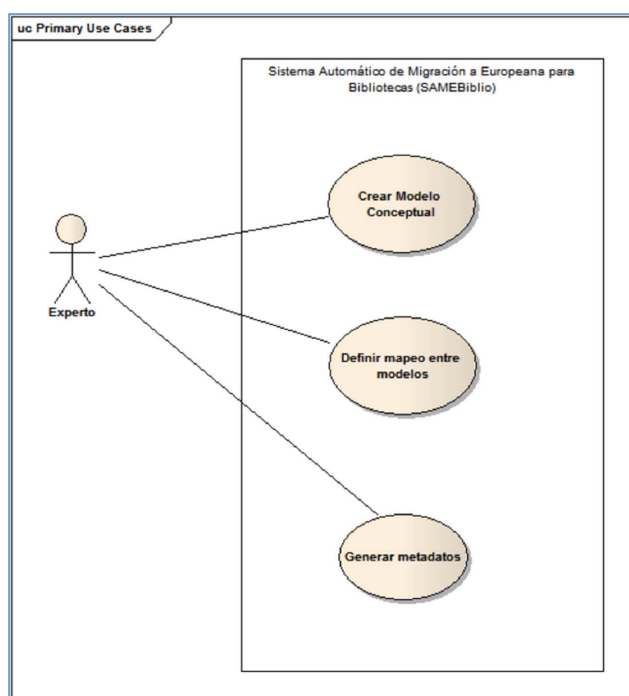 uc Primary Use Cases
Sistema Automático de Migración a Europeana para
Bibliotecas (SAMEBiblio)
Crear Modelo
Conceptual
Experto
Definir mapeo entre
modelos
Generar metadatos